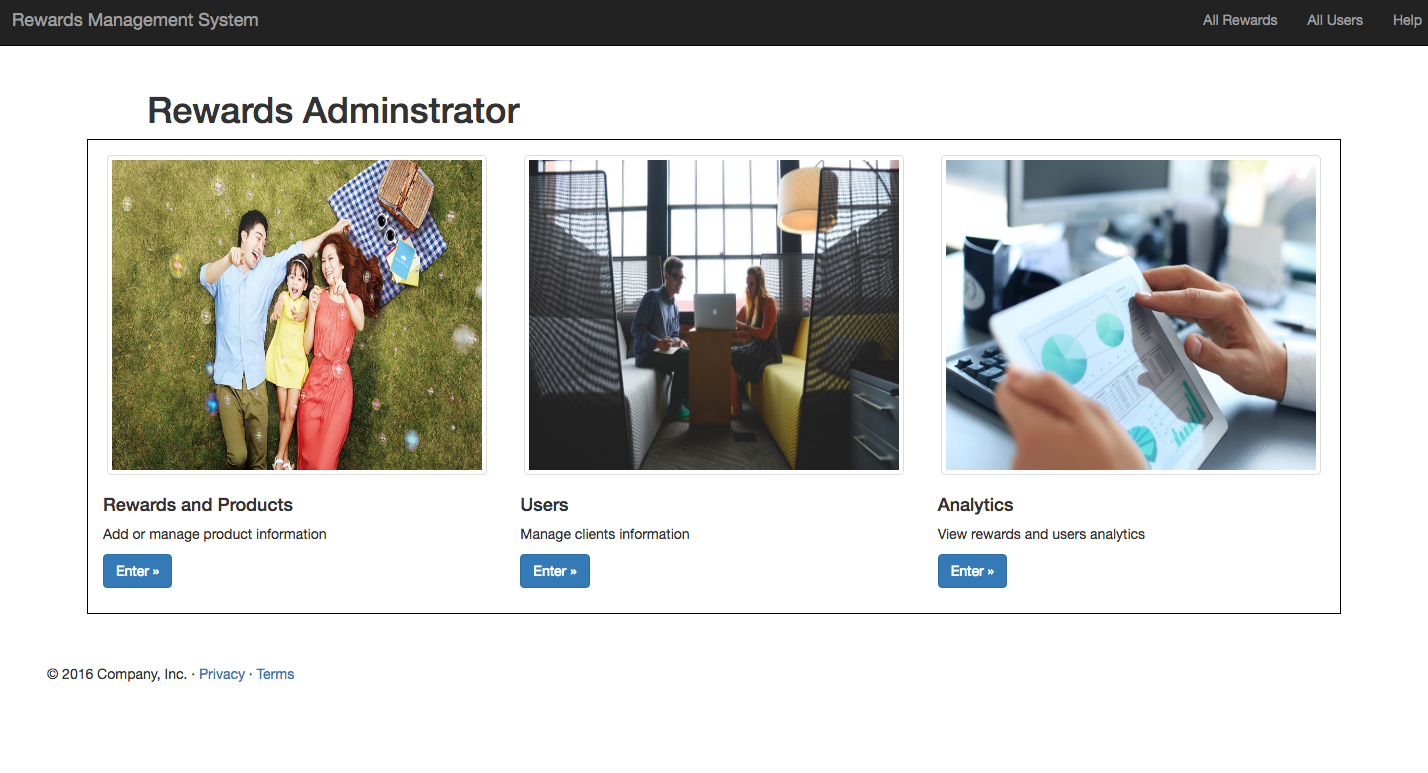 Rewards Management System All Rewards All Users Help
Rewards Adminstrator
Rewards and Products
Add or manage product information
Enter »
Users
Manage clients information
Enter »
Analytics
View rewards and users analytics
Enter »
© 2016 Company, Inc. · Privacy · Terms